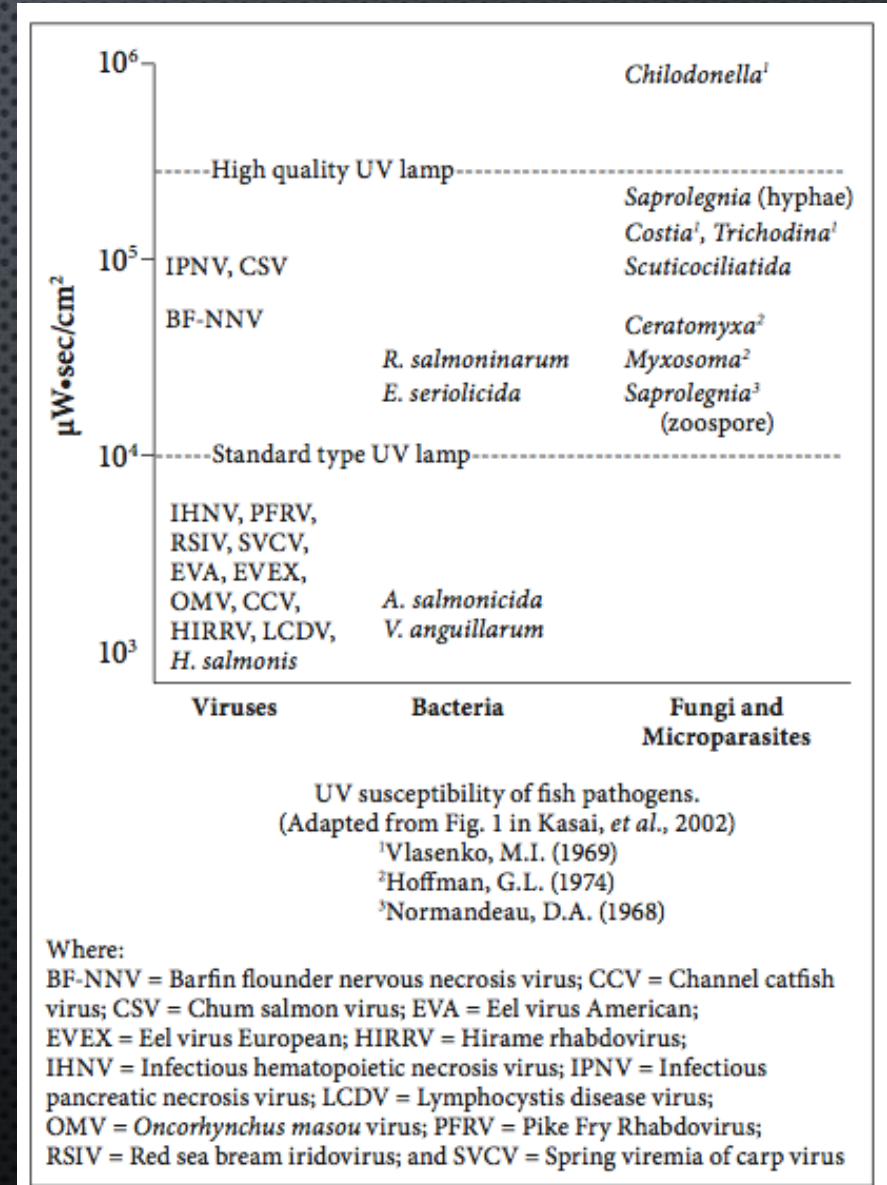 10⁶
Chilodonella¹
High quality UV lamp
Saprolegnia (hyphae)
Costia¹, Trichodina¹
10⁵
IPNV, CSV
Scuticociliatida
BF-NNV
Ceratomyxa²
R. salmoninarum
Myxosoma²
E. seriolicida
Saprolegnia³
(zoospore)
µW•sec/cm²
10⁴
Standard type UV lamp
IHNV, PFRV,
RSIV, SVCV,
EVA, EVEX,
OMV, CCV,
A. salmonicida
HIRRV, LCDV,
V. anguillarum
10³
H. salmonis
Viruses
Bacteria
Fungi and
Microparasites
UV susceptibility of fish pathogens.
(Adapted from Fig. 1 in Kasai, et al., 2002)
¹Vlasenko, M.I. (1969)
²Hoffman, G.L. (1974)
³Normandeau, D.A. (1968)
Where:
BF-NNV = Barfin flounder nervous necrosis virus; CCV = Channel catfish
virus; CSV = Chum salmon virus; EVA = Eel virus American;
EVEX = Eel virus European; HIRRV = Hirame rhabdovirus;
IHNV = Infectious hematopoietic necrosis virus; IPNV = Infectious
pancreatic necrosis virus; LCDV = Lymphocystis disease virus;
OMV = Oncorhynchus masou virus; PFRV = Pike Fry Rhabdovirus;
RSIV = Red sea bream iridovirus; and SVCV = Spring viremia of carp virus